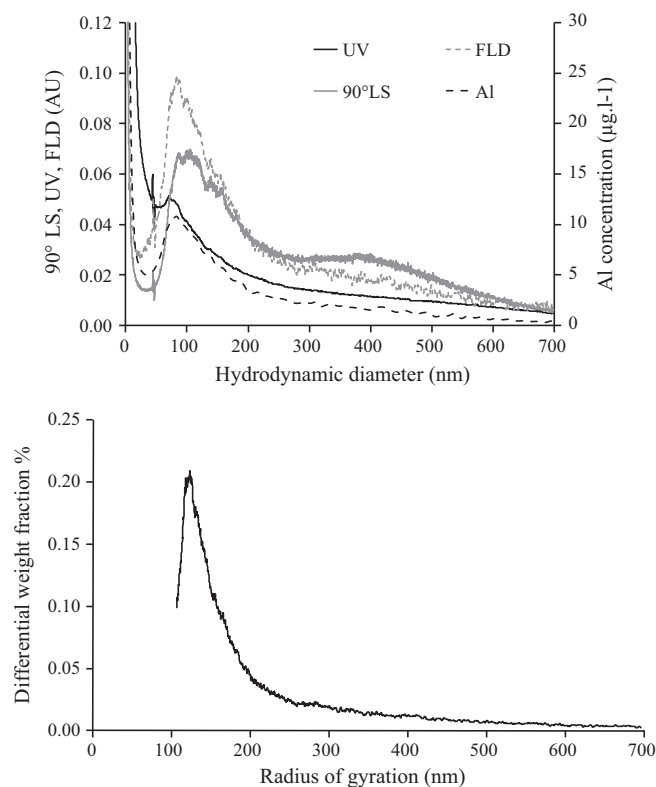 0.12
0.10
0.08
0.06
0.04
0.02
0.00
90° LS, UV, FLD (AU)
UV
FLD
90°LS
Al
30
25
20
15
10
5
0
Al concentration (µg.l-1)
0 100 200 300 400 500 600 700
Hydrodynamic diameter (nm)
0.25
0.20
0.15
0.10
0.05
0.00
Differential weight fraction %
0 100 200 300 400 500 600 700
Radius of gyration (nm)